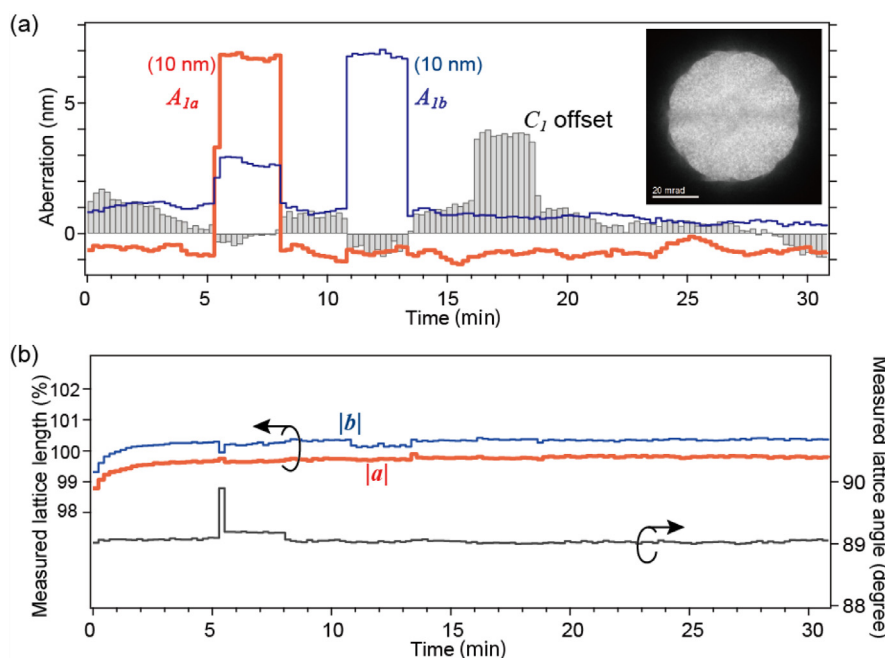 (a)
(10 nm)
A1a
(10 nm)
A1b
C1 offset
20 mrad
Aberration (nm)
5
0
0 5 10 15 20 25 30
Time (min)
(b)
Measured lattice length (%)
102
101
100
99
98
|b|
|a|
90
89
88
Measured lattice angle (degree)
0 5 10 15 20 25 30
Time (min)